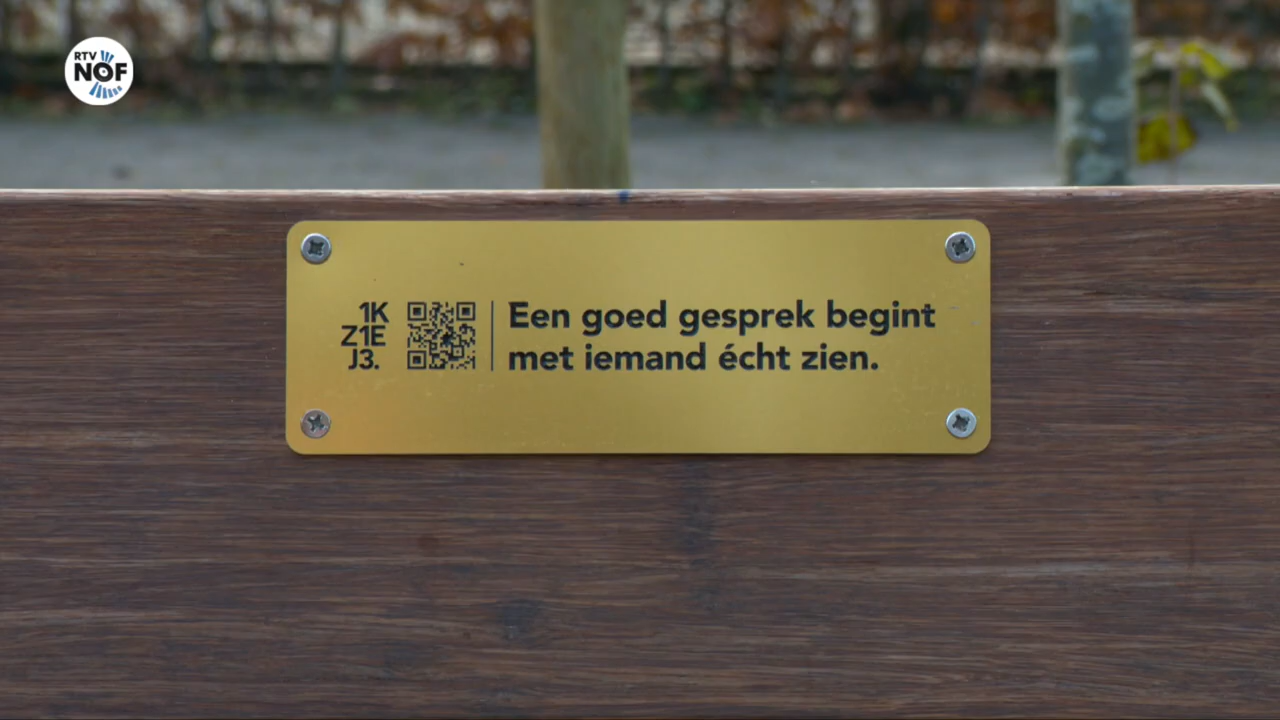 RTV
NOF
1K
Z1E
J3.
Een goed gesprek begint
met iemand écht zien.